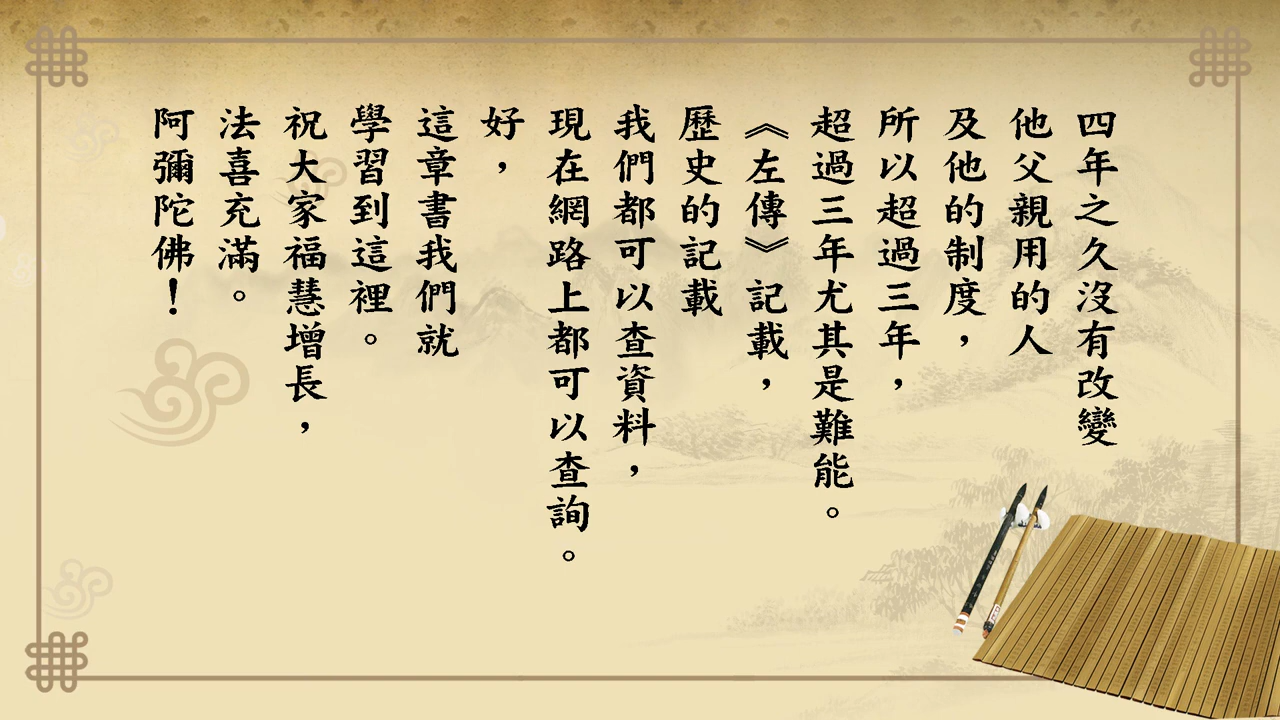 四年之久沒有改變
他父親用的人
及他的制度，
所以超過三年，
超過三年尤其是難能。
《左傳》記載，
歷史的記載
我們都可以查資料，
現在網路上都可以查詢。
好，
這章書我們就
學習到這裡。
祝大家福慧增長，
法喜充滿。
阿彌陀佛！